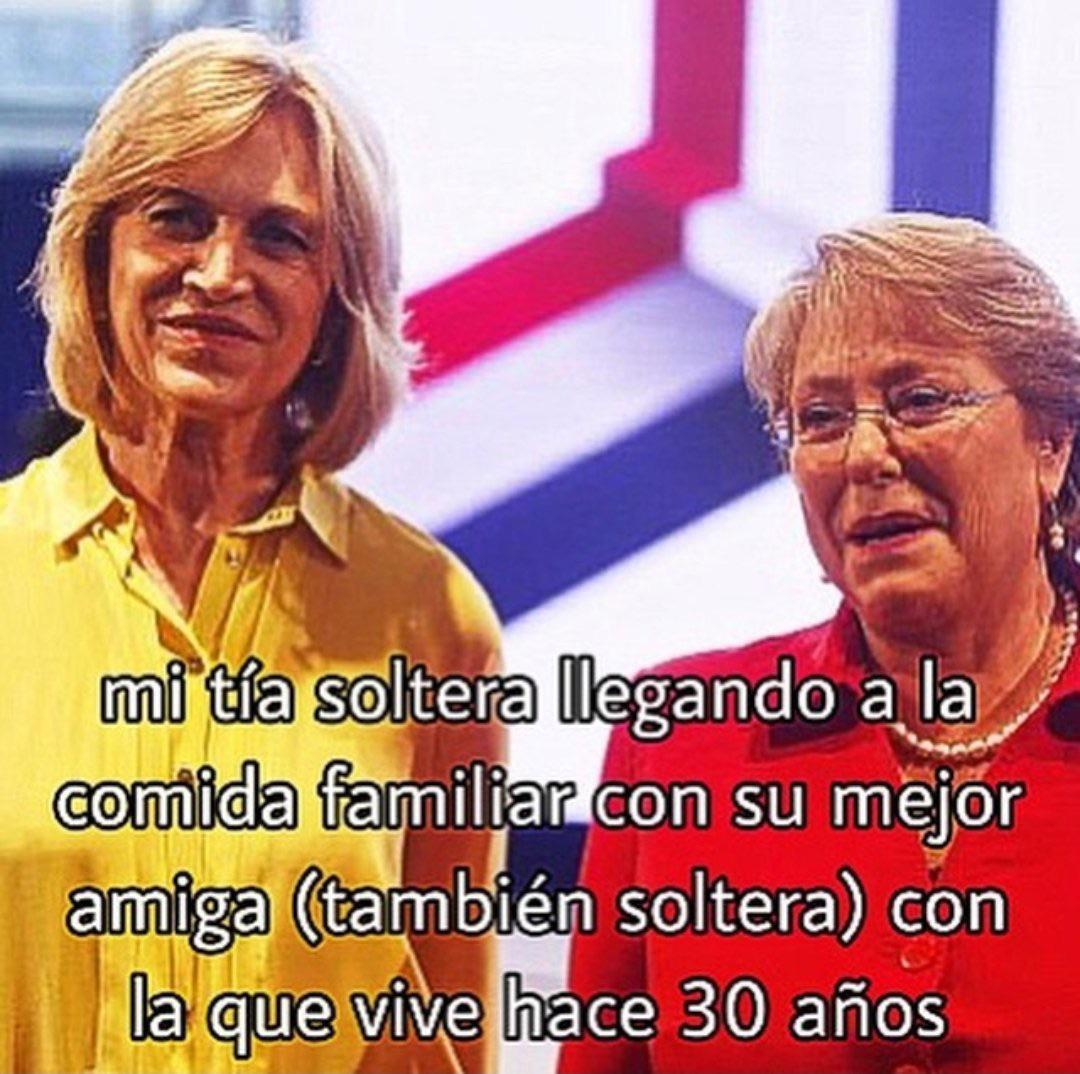 mi tía soltera llegando a la
comida familiar con su mejor
amiga (también soltera) con
la que vive hace 30 años